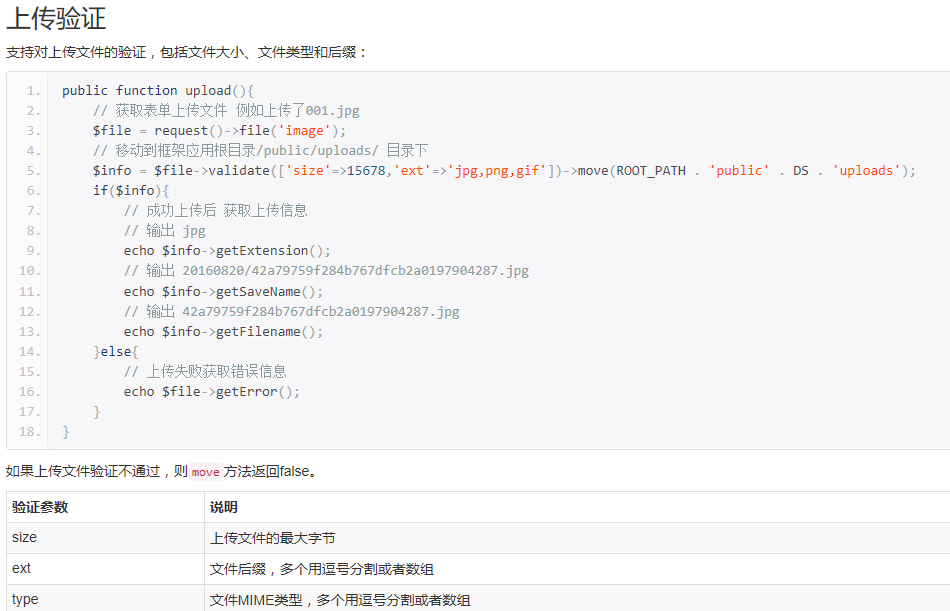 上传验证
支持对上传文件的验证，包括文件大小、文件类型和后缀：
1. public function upload(){
2.     // 获取表单上传文件 例如上传了001.jpg
3.     $file = request()->file('image');
4.     // 移动到框架应用根目录/public/uploads/ 目录下
5.     $info = $file->validate(['size'=>15678,'ext'=>'jpg,png,gif'])->move(ROOT_PATH . 'public' . DS . 'uploads');
6.     if($info){
7.         // 成功上传后 获取上传信息
8.         // 输出 jpg
9.         echo $info->getExtension();
10.         // 输出 20160820/42a79759f284b767dfcb2a0197904287.jpg
11.         echo $info->getSaveName();
12.         // 输出 42a79759f284b767dfcb2a0197904287.jpg
13.         echo $info->getFilename();
14.     }else{
15.         // 上传失败获取错误信息
16.         echo $file->getError();
17.     }
18. }
如果上传文件验证不通过，则 move 方法返回false。
验证参数 说明
size 上传文件的最大字节
ext 文件后缀，多个用逗号分割或者数组
type 文件MIME类型，多个用逗号分割或者数组